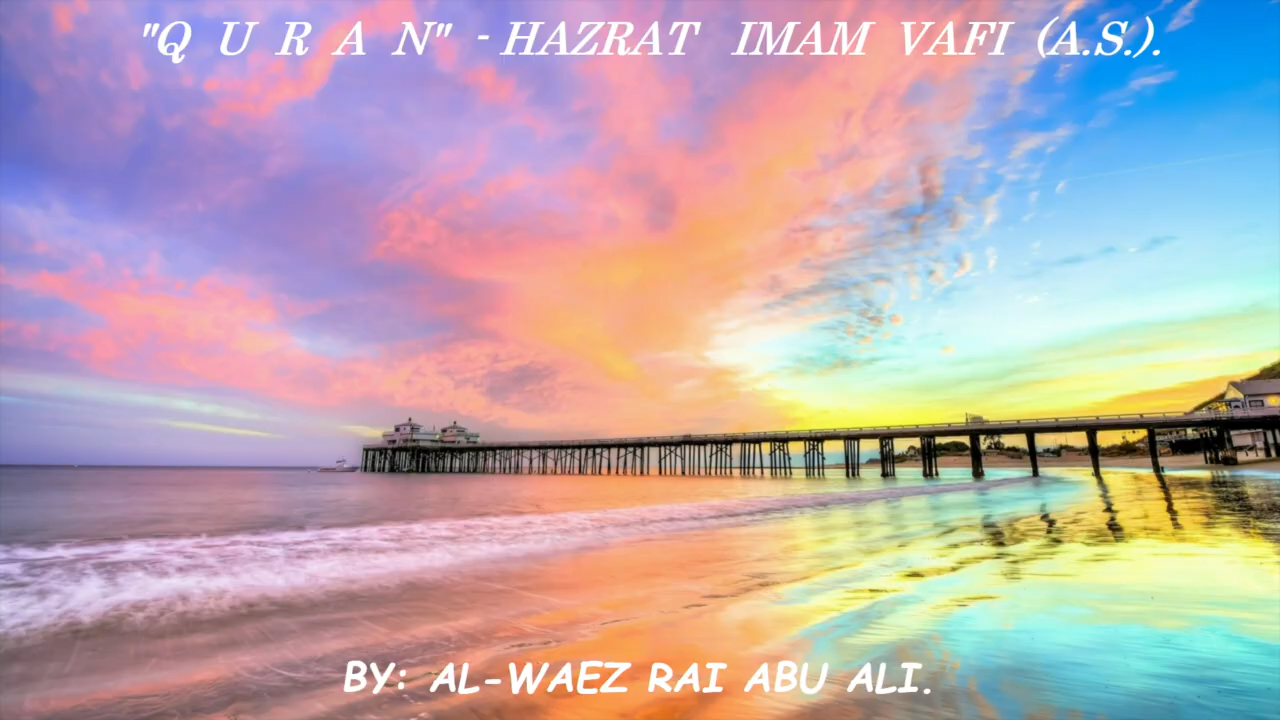 "Q U R A N" - HAZRAT IMAM VAFI (A.S.).
BY: AL-WAEZ RAI ABU ALI.